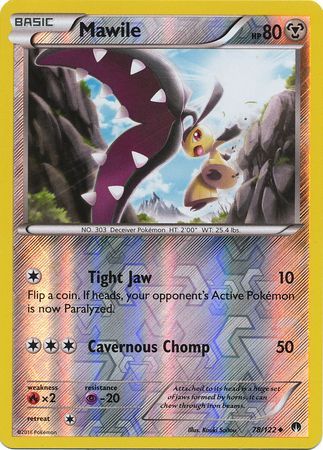 BASIC
Mawile
HP80
NO. 303 Deceiver Pokémon HT: 2'00" WT: 25.4 lbs.
Tight Jaw 10
Flip a coin. If heads, your opponent's Active Pokémon
is now Paralyzed.
Cavernous Chomp 50
weakness
×2
resistance
-20
retreat
Attached to its head is a huge set
of jaws formed by horns. It can
chew through iron beams.
©2016 Pokémon
Illus. Kouki Saitou
78/122